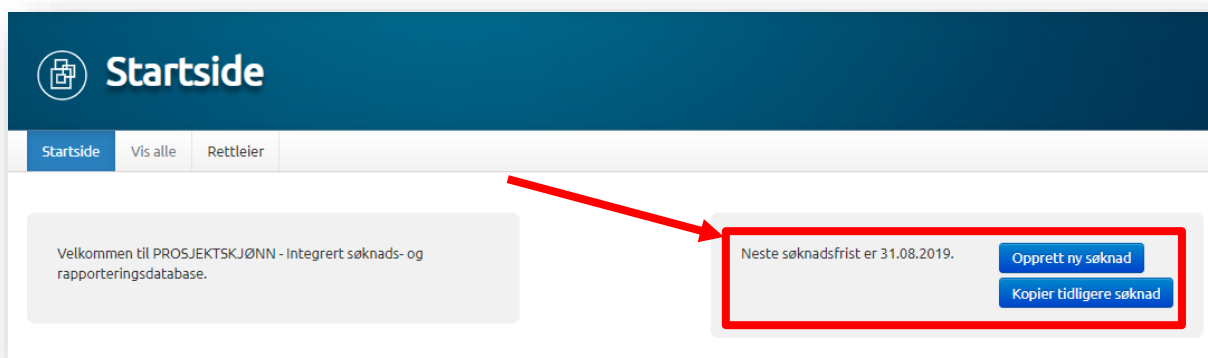 Startside
Startside Vis alle Rettleier
Velkommen til PROSJEKTSKJØNN - Integrert søknads- og
rapporteringsdatabase.
Neste søknadsfrist er 31.08.2019.
Opprett ny søknad
Kopier tidligere søknad